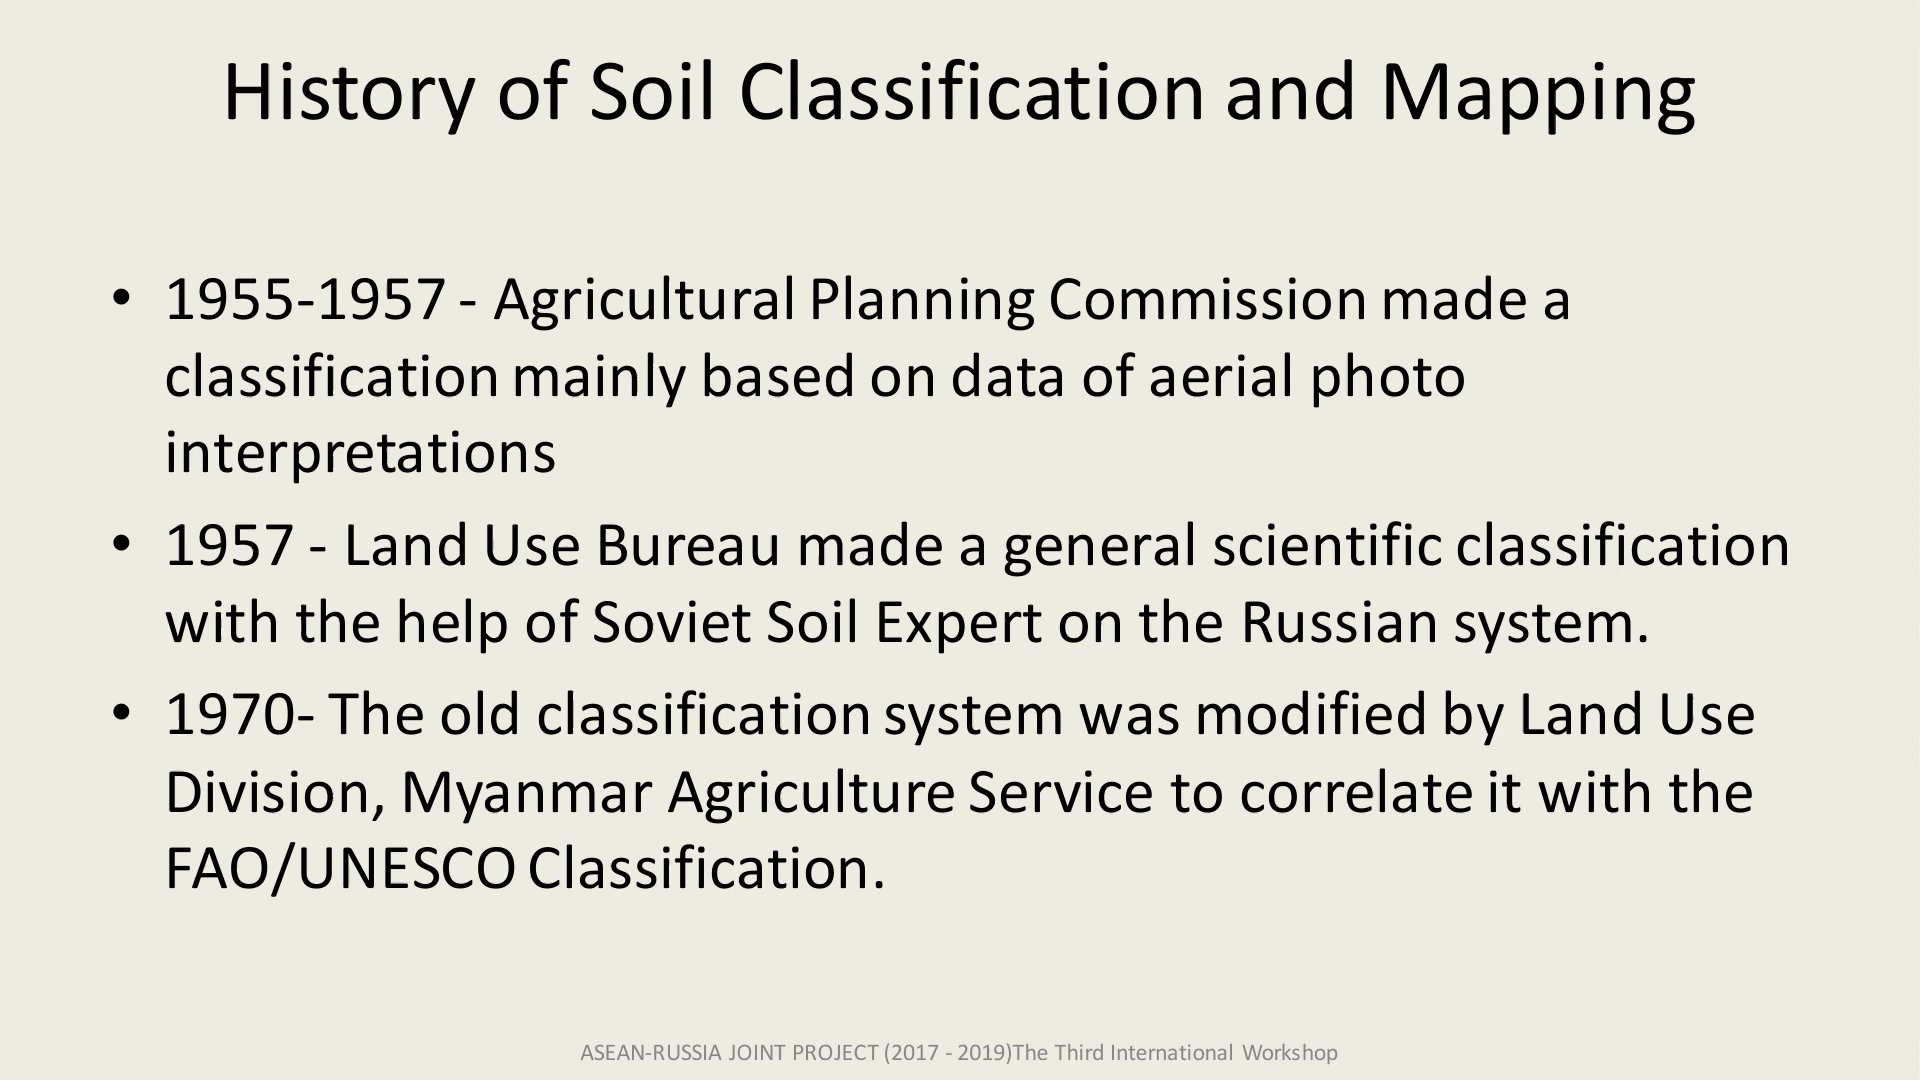 History of Soil Classification and Mapping
• 1955-1957 - Agricultural Planning Commission made a
classification mainly based on data of aerial photo
interpretations
• 1957 - Land Use Bureau made a general scientific classification
with the help of Soviet Soil Expert on the Russian system.
• 1970- The old classification system was modified by Land Use
Division, Myanmar Agriculture Service to correlate it with the
FAO/UNESCO Classification.
ASEAN-RUSSIA JOINT PROJECT (2017 - 2019)The Third International Workshop